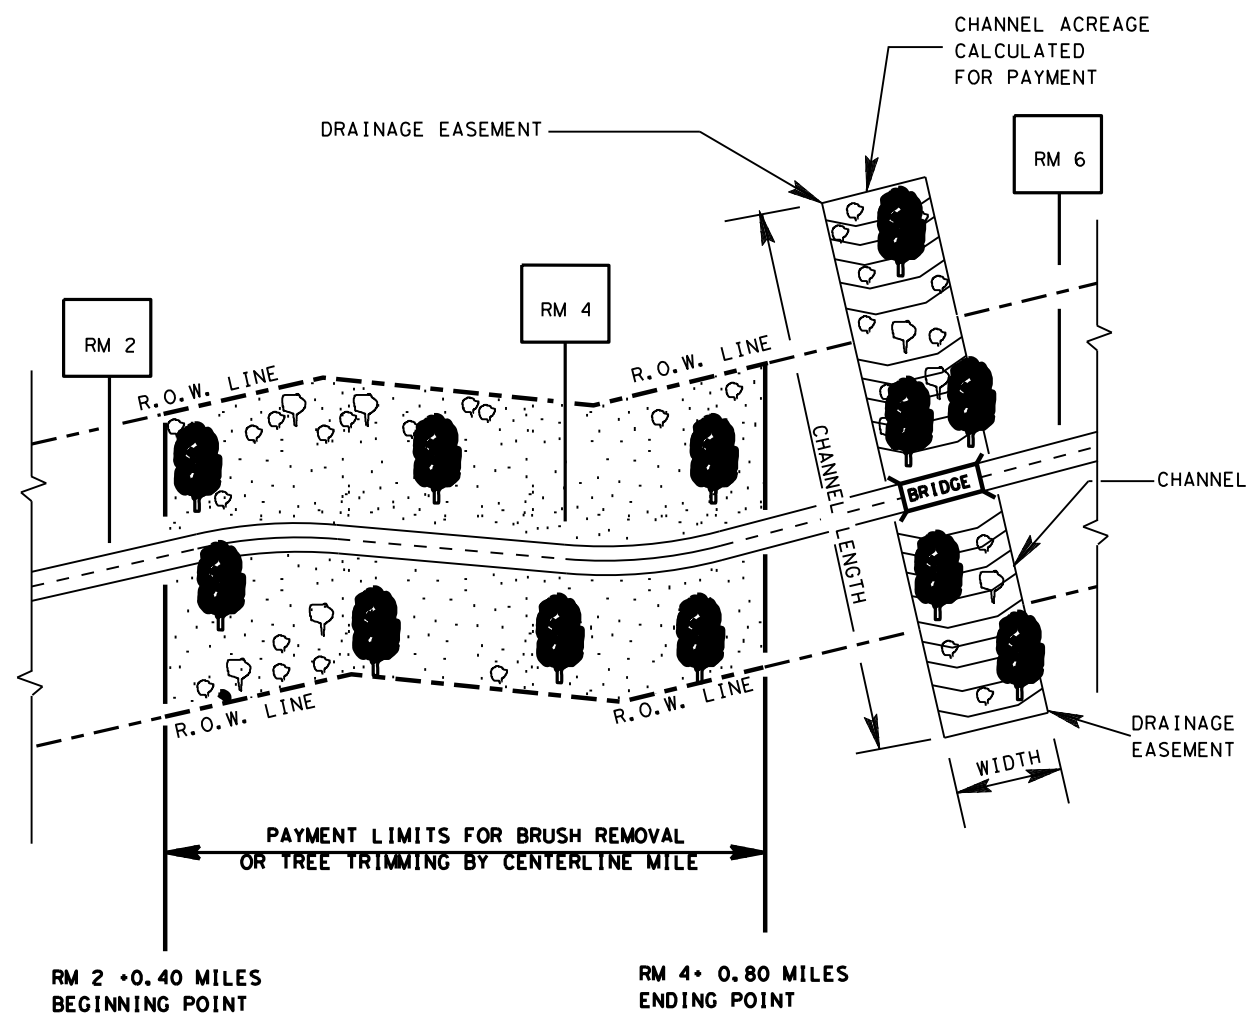 CHANNEL ACREAGE
CALCULATED
FOR PAYMENT
DRAINAGE EASEMENT
RM 6
RM 4
RM 2
R.O.W. LINE
R.O.W. LINE
CHANNEL LENGTH
BRIDGE
CHANNEL
R.O.W. LINE
R.O.W. LINE
DRAINAGE
EASEMENT
WIDTH
PAYMENT LIMITS FOR BRUSH REMOVAL
OR TREE TRIMMING BY CENTERLINE MILE
RM 2 +0.40 MILES
BEGINNING POINT
RM 4+ 0.80 MILES
ENDING POINT